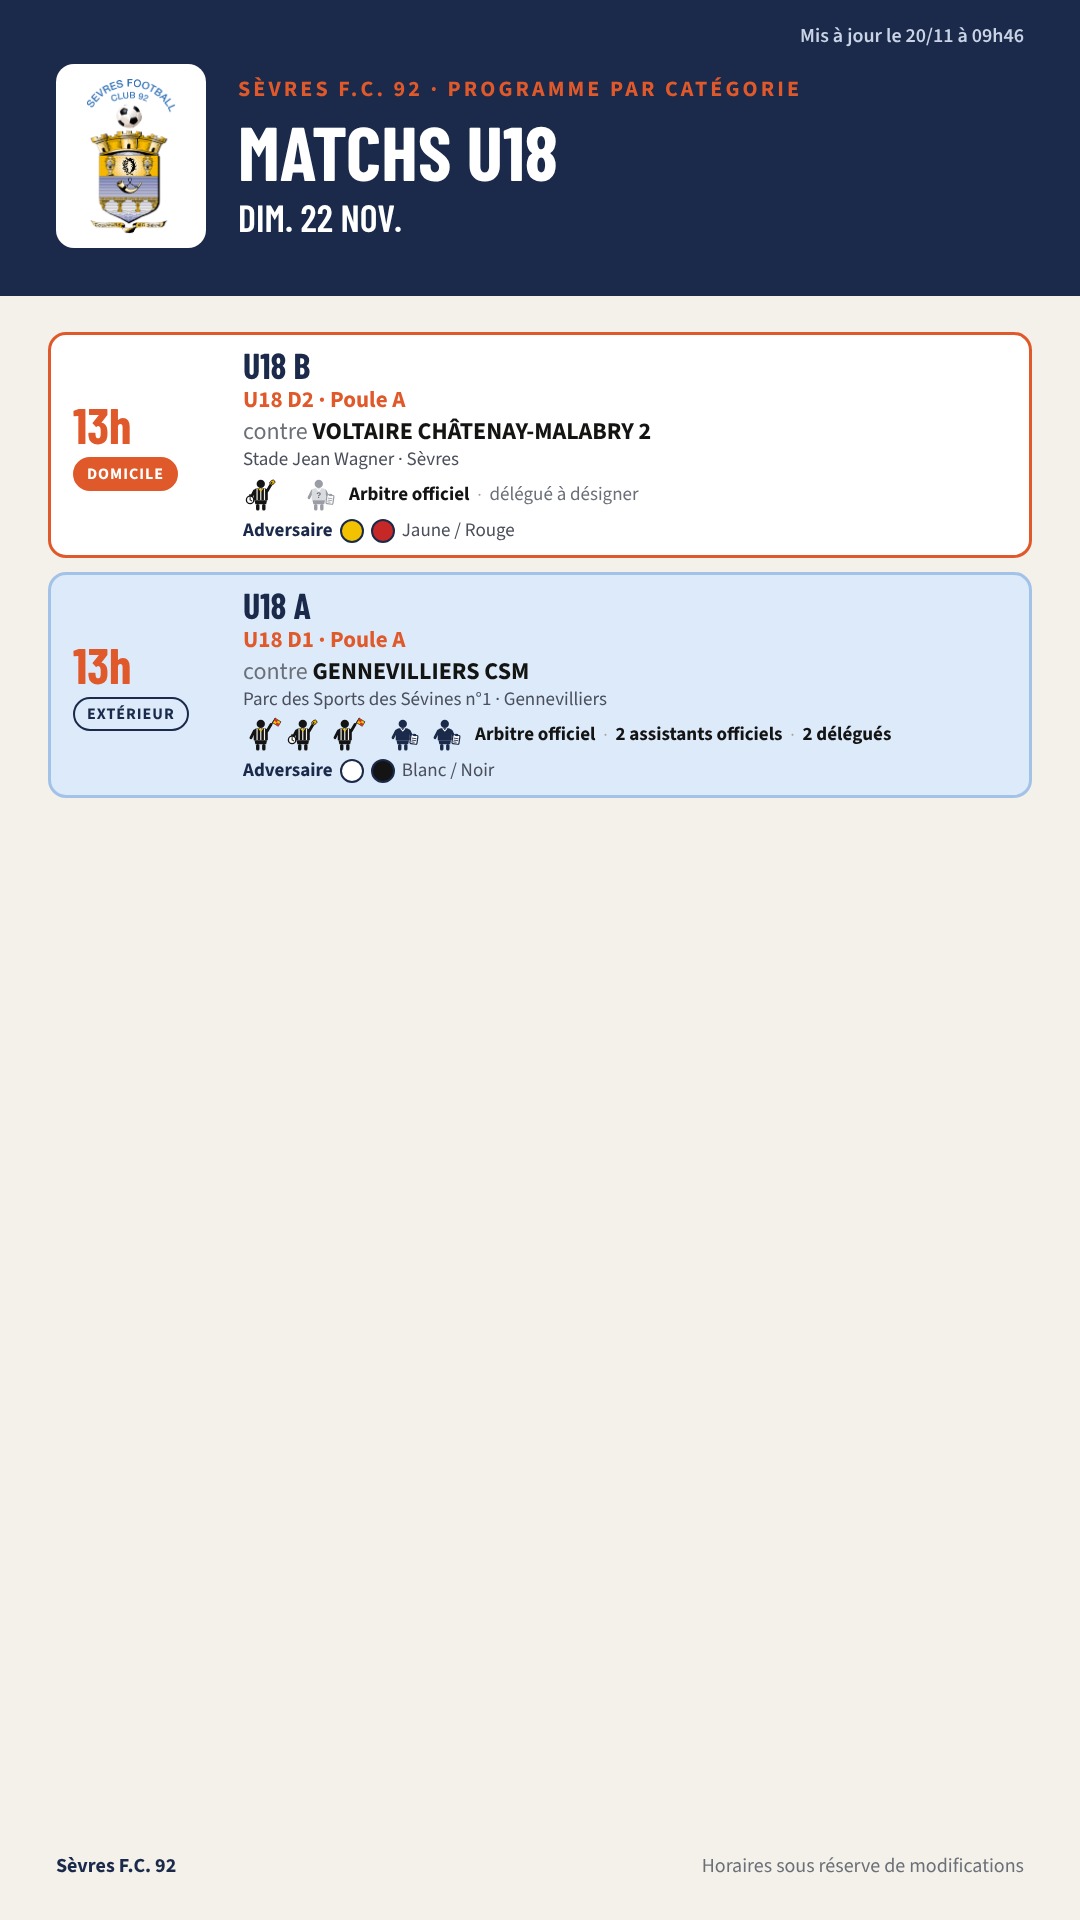 Mis à jour le 20/11 à 09h46
SEVRES FOOTBALL
CLUB 92
SÈVRES F.C. 92 · PROGRAMME PAR CATÉGORIE
MATCHS U18
DIM. 22 NOV.
U18 B
U18 D2 · Poule A
13h
contre VOLTAIRE CHÂTENAY-MALABRY 2
DOMICILE
Stade Jean Wagner · Sèvres
? Arbitre officiel · délégué à désigner
Adversaire Jaune / Rouge
U18 A
U18 D1 · Poule A
13h
contre GENNEVILLIERS CSM
EXTÉRIEUR
Parc des Sports des Sévines n°1 · Gennevilliers
Arbitre officiel · 2 assistants officiels · 2 délégués
Adversaire Blanc / Noir
Sèvres F.C. 92
Horaires sous réserve de modifications